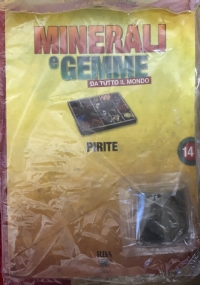 MINERALI
e GEMME
DA TUTTO IL MONDO
PIRITE
14